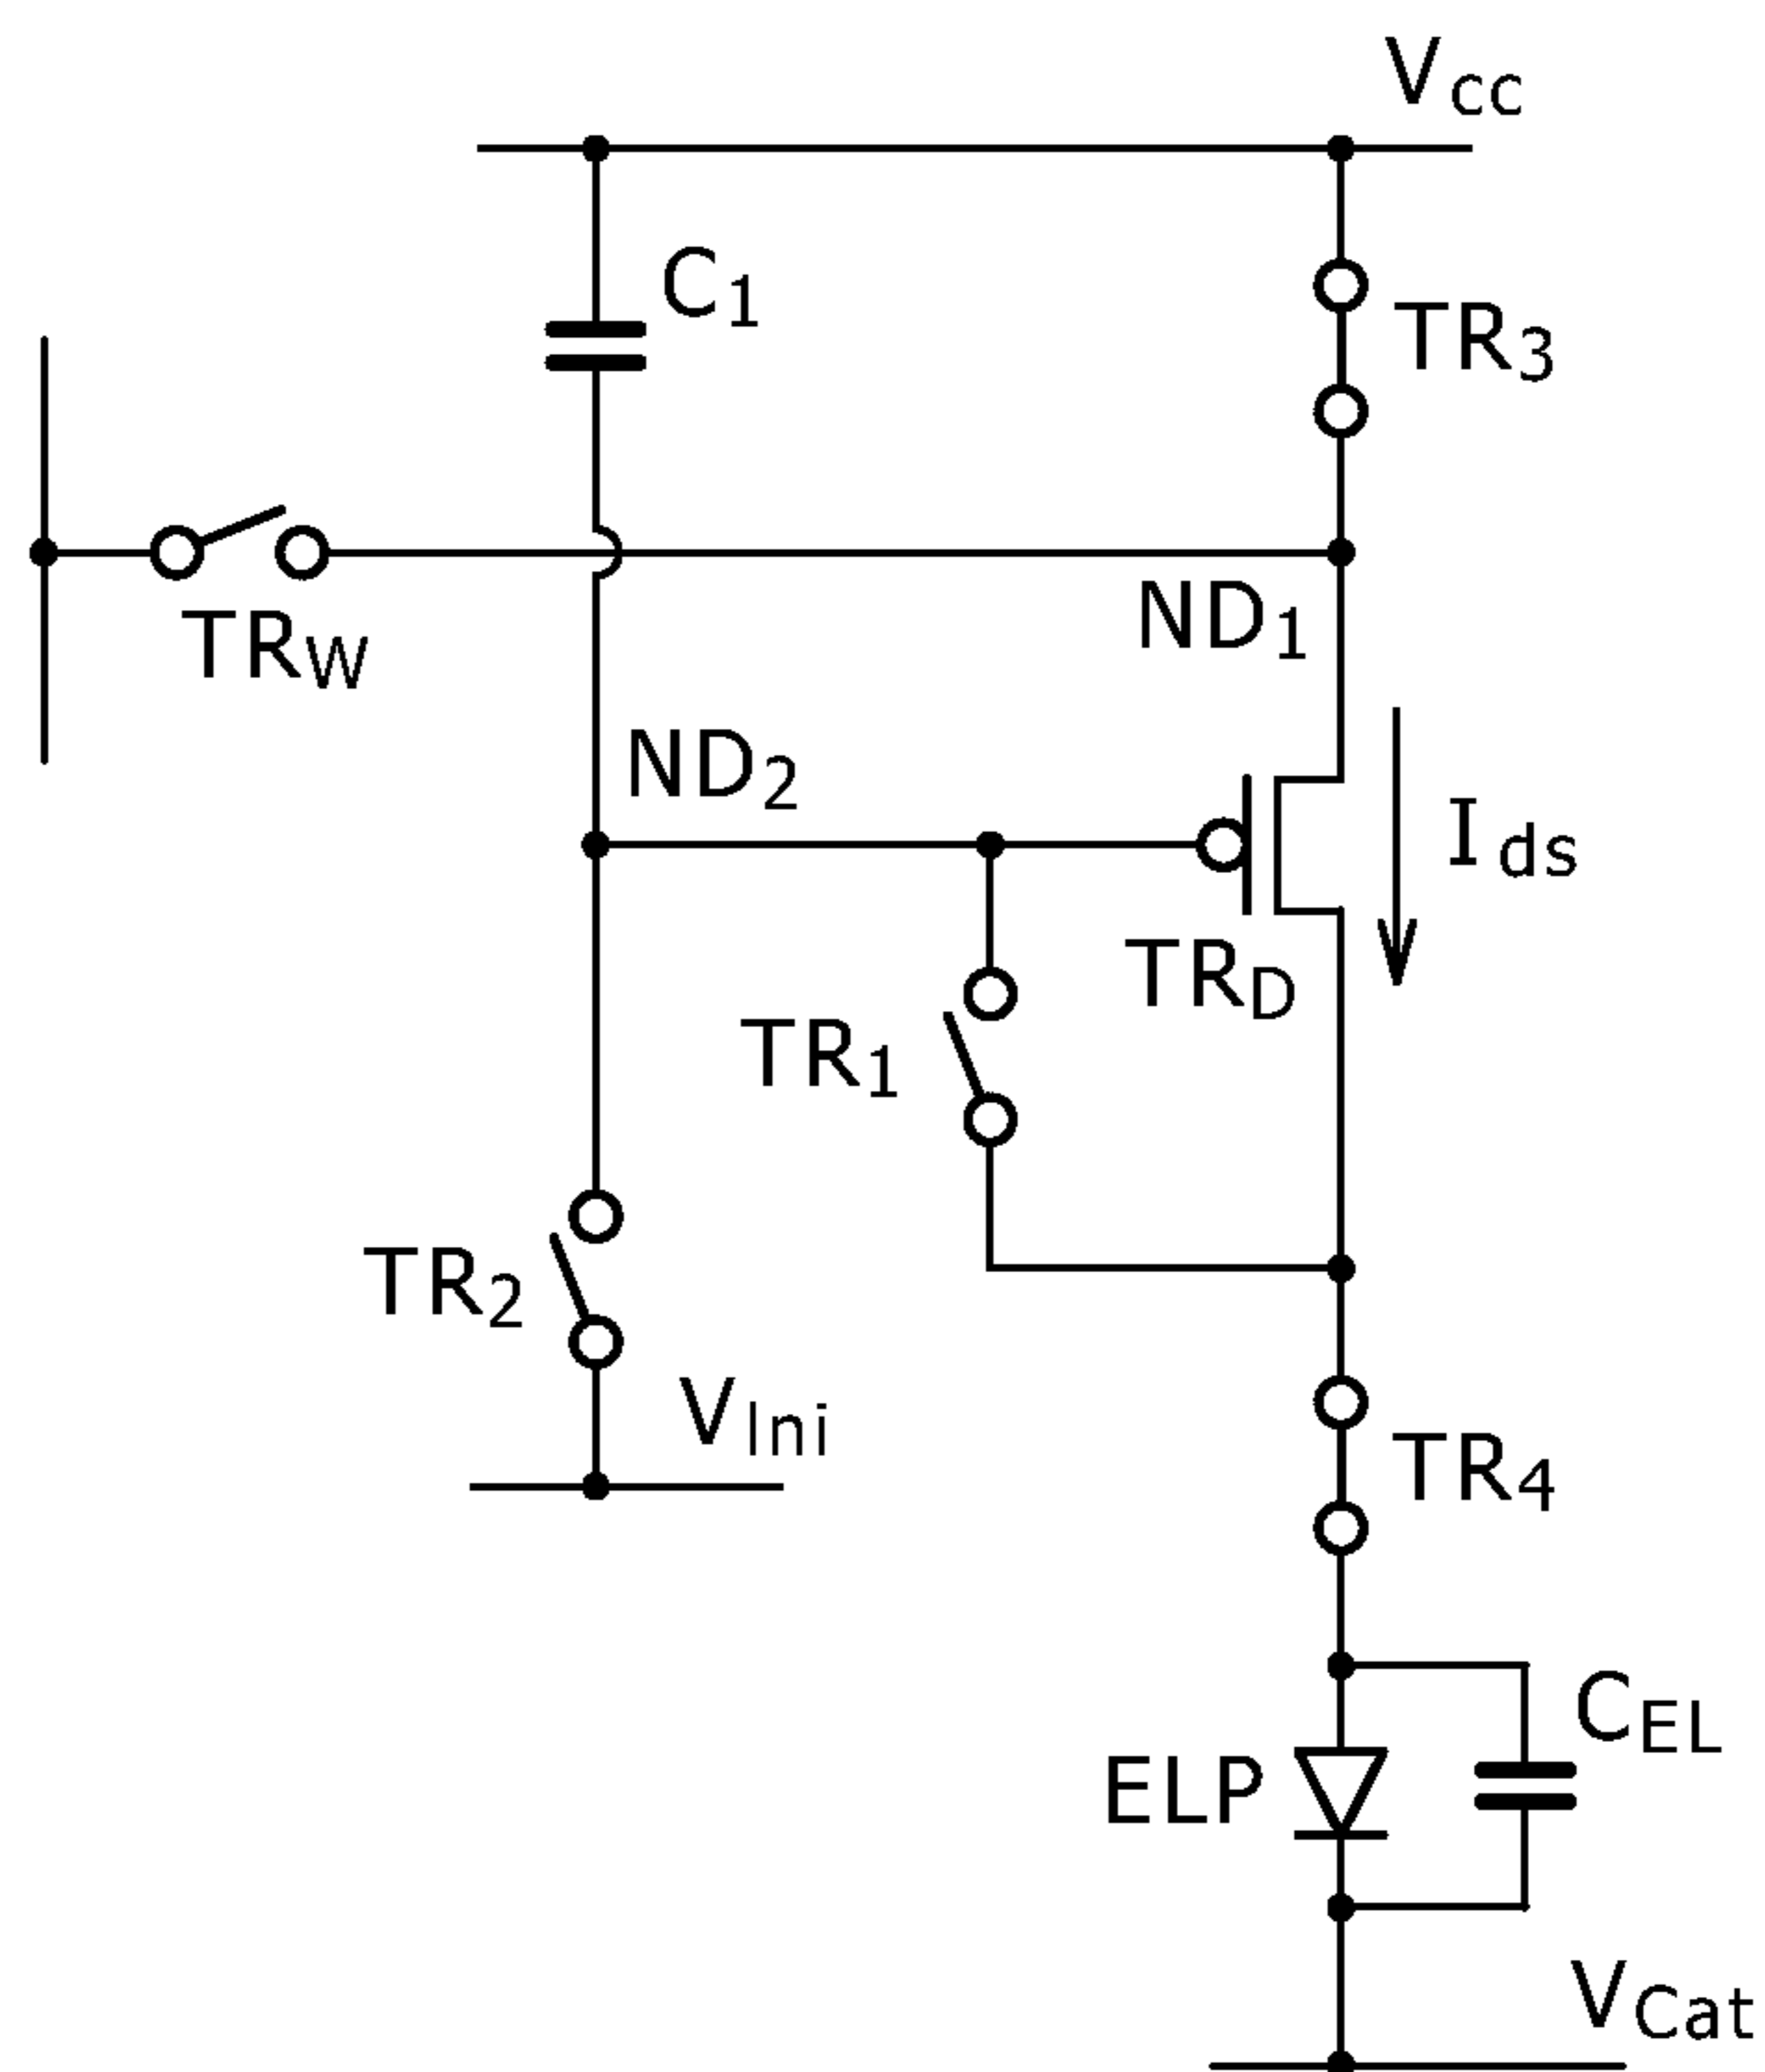 Vcc
C1
TR3
TRW
ND1
ND2
Ids
TRD
TR1
TR2
VIni
TR4
CEL
ELP
VCat